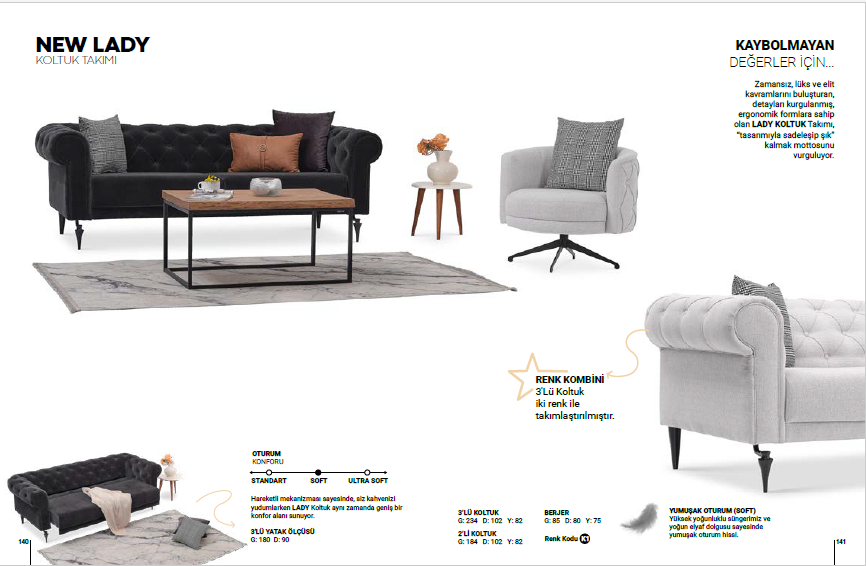 NEW LADY
KOLTUK TAKIMI
KAYBOLMAYAN
DEĞERLER İÇİN...
Zamansız, lüks ve elit
kavramlarını buluşturan,
detayları kurgulanmış,
ergonomik formlara sahip
olan LADY KOLTUK Takımı,
"tasarımıyla sadeleşip şık"
kalmak mottosunu
vurguluyor.
RENK KOMBİNİ
3'Lü Koltuk
iki renk ile
takımlaştırılmıştır.
OTURUM
KONFORU
STANDART SOFT ULTRA SOFT
Hareketli mekanizması sayesinde, siz kahvenizi
yudumlarken LADY Koltuk aynı zamanda geniş bir
konfor alanı sunuyor.
3'LÜ YATAK ÖLÇÜSÜ
G: 180 D: 90
3'LÜ KOLTUK
G: 234 D: 102 Y: 82
2'Lİ KOLTUK
G: 184 D: 102 Y: 82
BERJER
G: 85 D: 80 Y: 75
Renk Kodu K1
YUMUŞAK OTURUM (SOFT)
Yüksek yoğunluklu süngerimiz ve
yoğun elyaf dolgusu sayesinde
yumuşak oturum hissi.
140
141